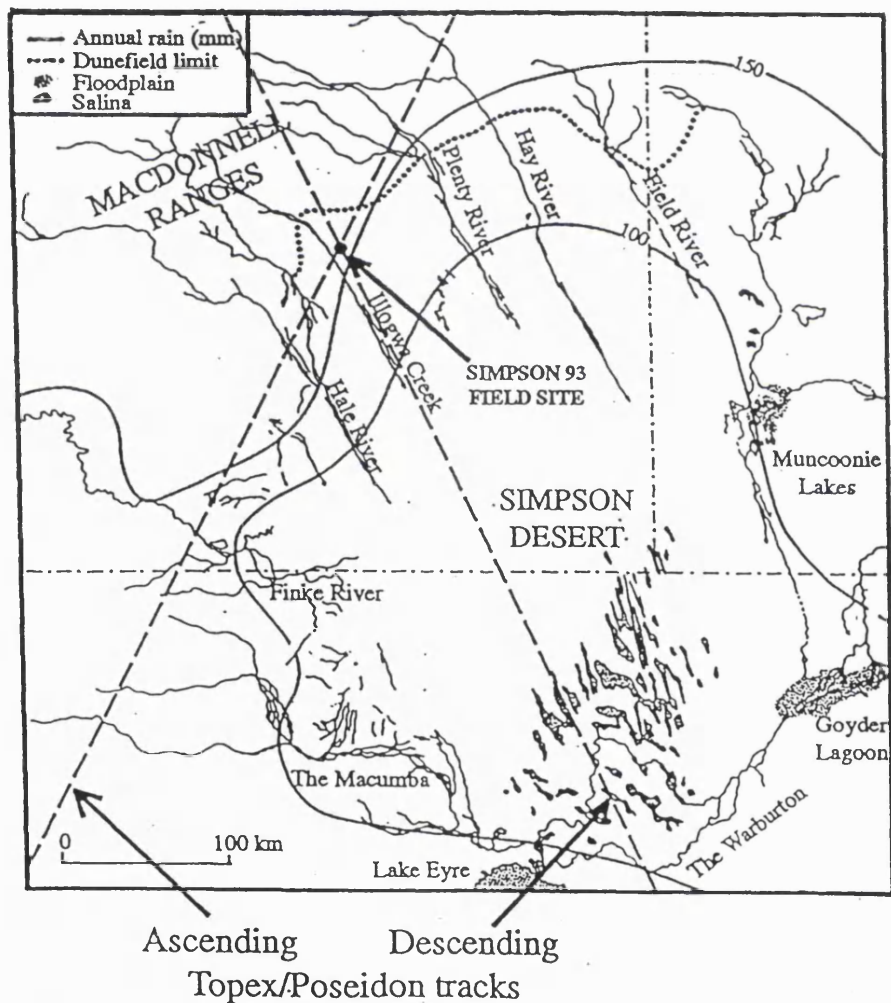 Annual rain (mm)
Dunefield limit
Floodplain
Salina
150
MACDONNELL
RANGES
Plenty River
Hay River
Field River
100
Illogwa Creek
SIMPSON 93
FIELD SITE
Hale River
Muncoonie
Lakes
SIMPSON
DESERT
Finke River
Goyder
Lagoon
The Macumba
0 100 km
The Warburton
Lake Eyre
Ascending Descending
Topex/Poseidon tracks